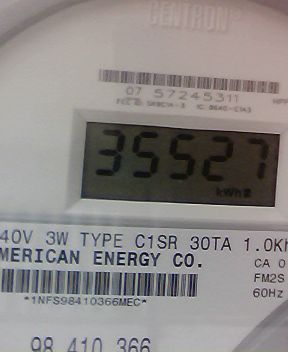 CENTRON
07 57245311
35527
kWh
40V 3W TYPE C1SR 30TA 1.0Kh
MERICAN ENERGY CO.
CA 0
FM2S
60Hz
*1NFS98410366MEC*
98 410 366